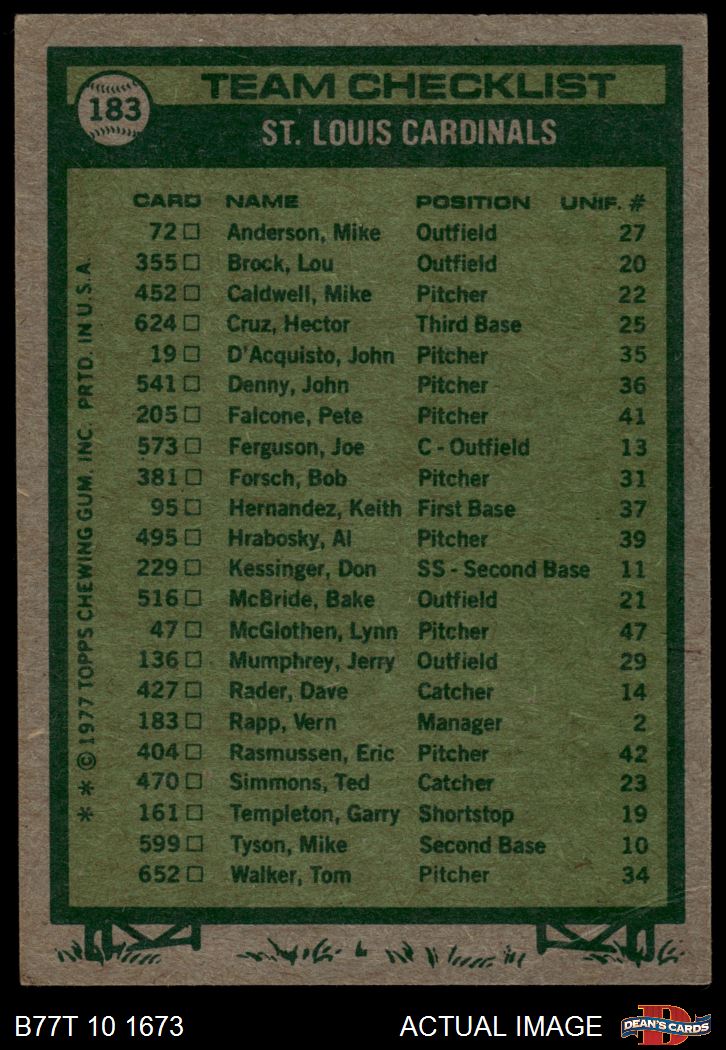 183
TEAM CHECKLIST
ST. LOUIS CARDINALS
CARD NAME POSITION UNIF. #
72 Anderson, Mike Outfield 27
355 Brock, Lou Outfield 20
452 Caldwell, Mike Pitcher 22
624 Cruz, Hector Third Base 25
19 D'Acquisto, John Pitcher 35
541 Denny, John Pitcher 36
205 Falcone, Pete Pitcher 41
573 Ferguson, Joe C - Outfield 13
381 Forsch, Bob Pitcher 31
95 Hernandez, Keith First Base 37
495 Hrabosky, Al Pitcher 39
229 Kessinger, Don SS - Second Base 11
516 McBride, Bake Outfield 21
47 McGlothen, Lynn Pitcher 47
136 Mumphrey, Jerry Outfield 29
427 Rader, Dave Catcher 14
183 Rapp, Vern Manager 2
404 Rasmussen, Eric Pitcher 42
470 Simmons, Ted Catcher 23
161 Templeton, Garry Shortstop 19
599 Tyson, Mike Second Base 10
652 Walker, Tom Pitcher 34
* * © 1977 TOPPS CHEWING GUM, INC. PRTD. IN U.S.A.
B77T 10 1673 ACTUAL IMAGE
D
DEAN'S CARDS